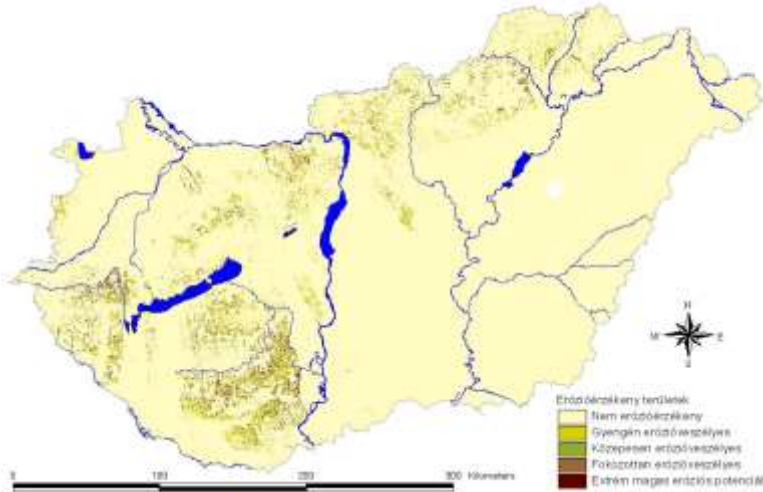 N
W E
S
Erózióérzékeny területek
Nem erózióérzékeny
Gyengén erózióveszélyes
Közepesen erózióveszélyes
Fokozottan erózióveszélyes
Extrém magas eróziós potenciál
0 100 200 300 Kilometers